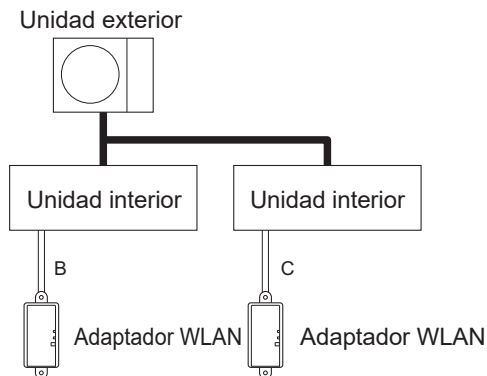 Unidad exterior
Unidad interior
Unidad interior
B
C
Adaptador WLAN
Adaptador WLAN